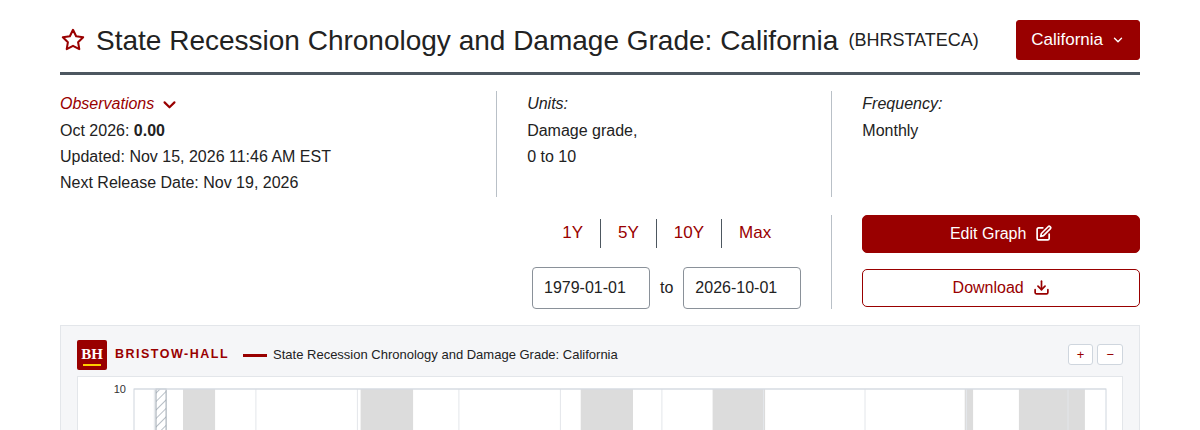 State Recession Chronology and Damage Grade: California (BHRSTATECA)
California
Observations
Oct 2026: 0.00
Updated: Nov 15, 2026 11:46 AM EST
Next Release Date: Nov 19, 2026
Units:
Damage grade,
0 to 10
Frequency:
Monthly
1Y 5Y 10Y Max
1979-01-01 to 2026-10-01
Edit Graph
Download
BH BRISTOW-HALL State Recession Chronology and Damage Grade: California
+ −
10